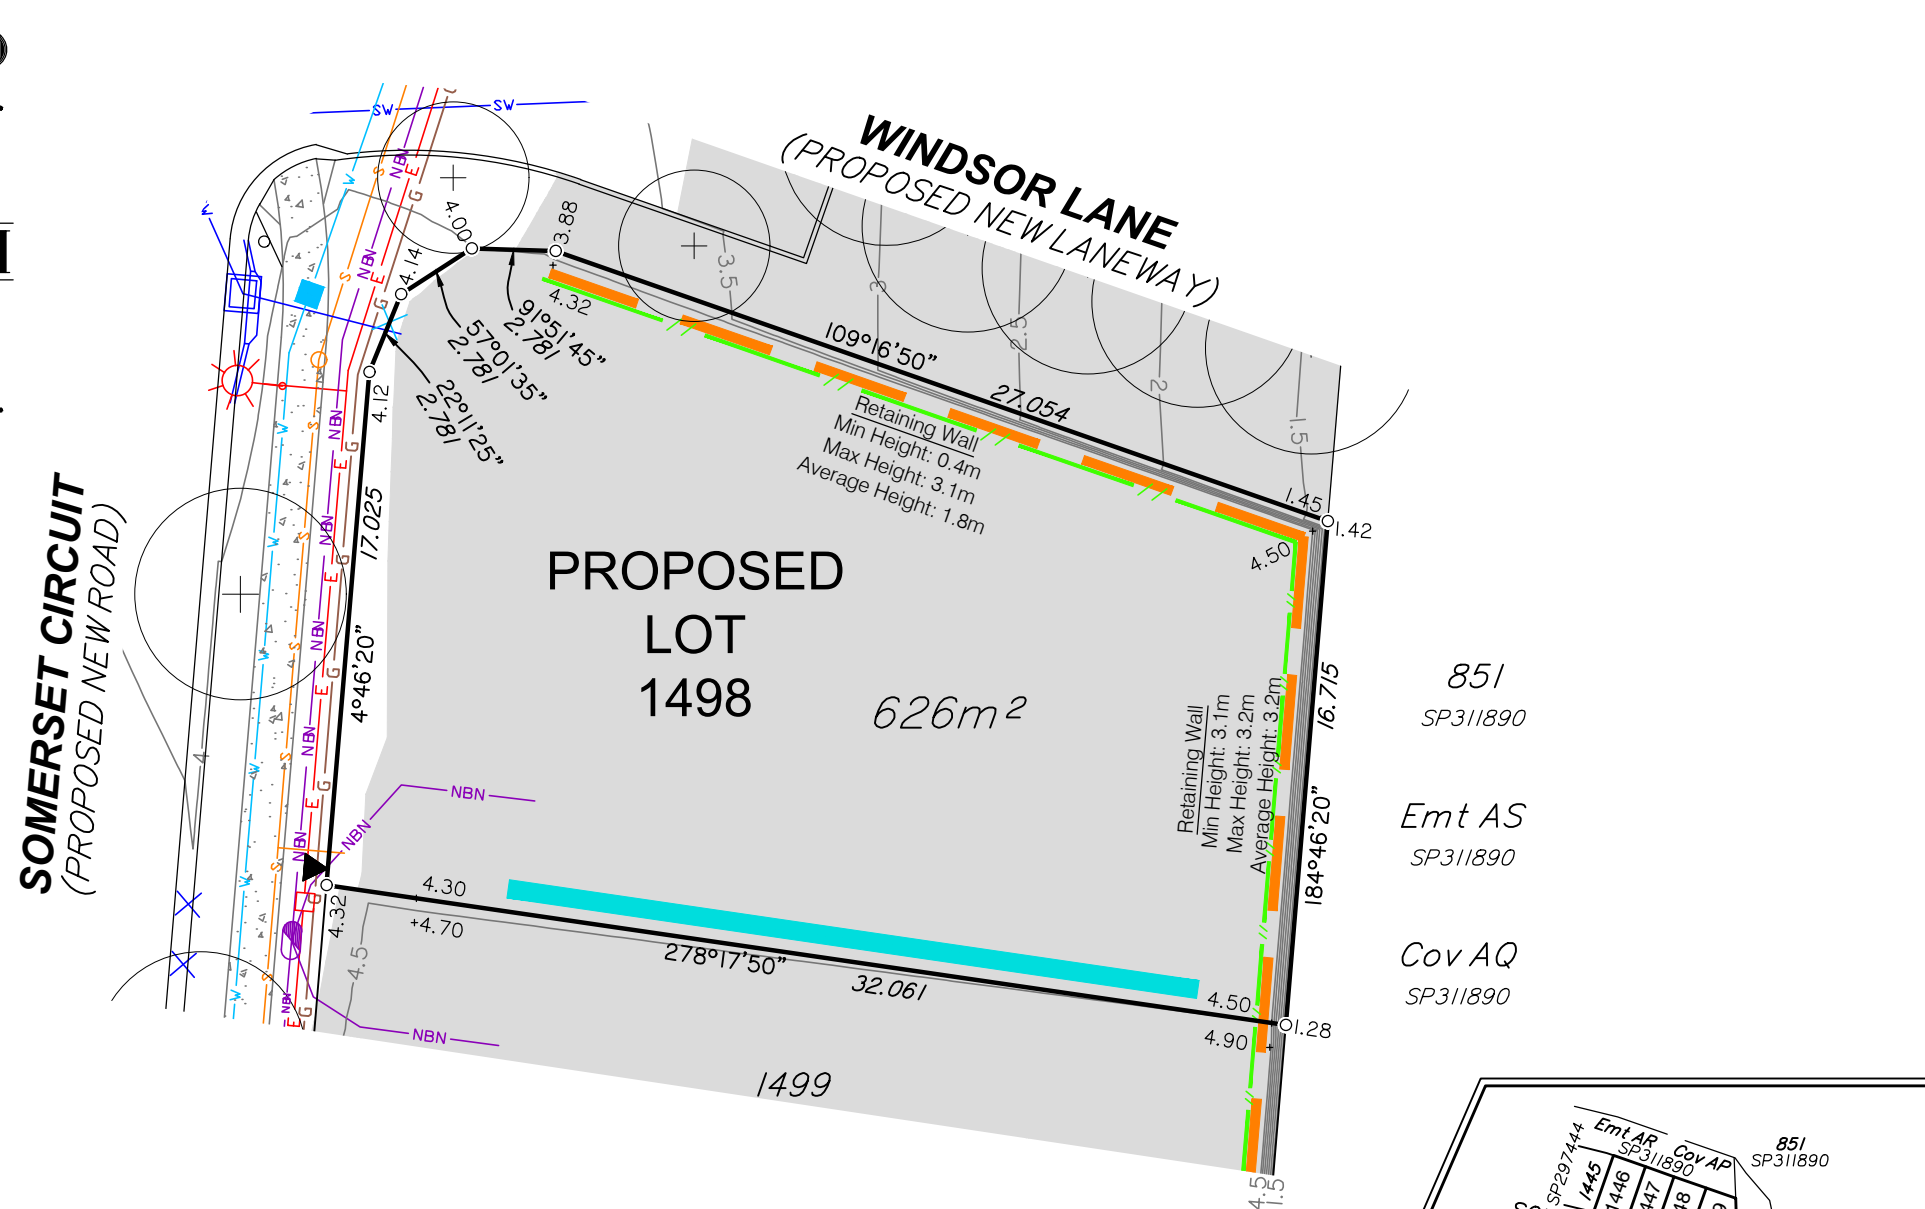 WINDSOR LANE
(PROPOSED NEW LANEWAY)
SOMERSET CIRCUIT
(PROPOSED NEW ROAD)
SW
SW
4.00
3.88
4.14
4.12
4.32
91°51'45"
2.781
57°01'35"
2.781
22°11'25"
2.781
109°16'50"
27.054
3.5
3
2.5
2
1.5
Retaining Wall
Min Height: 0.4m
Max Height: 3.1m
Average Height: 1.8m
1.45
1.42
4.50
17.025
4°46'20"
PROPOSED
LOT
1498
626m²
Retaining Wall
Min Height: 3.1m
Max Height: 3.2m
Average Height: 3.2m
16.715
184°46'20"
851
SP311890
Emt AS
SP311890
Cov AQ
SP311890
4
NBN
NBN
4.30
4.32
+4.70
278°17'50"
32.061
4.50
4.90
1.28
4.5
NBN
1499
4.5
1.5
W
S
NBN
E
G
Emt AR
SP311890
Cov AP
851
SP311890
SP297444
1445
1446